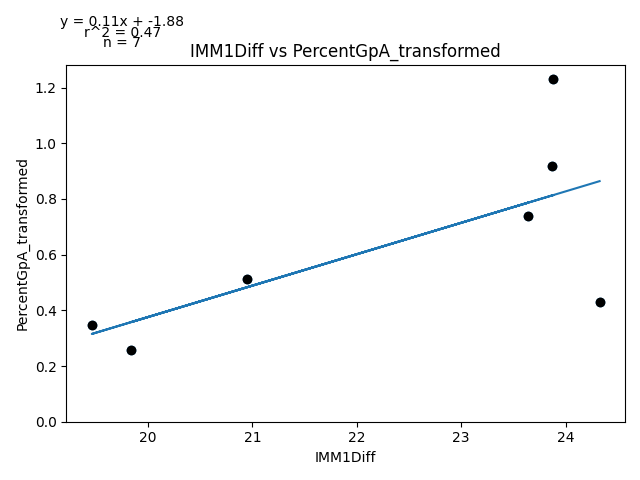 y = 0.11x + -1.88
r^2 = 0.47
n = 7
IMM1Diff vs PercentGpA_transformed
PercentGpA_transformed
1.2
1.0
0.8
0.6
0.4
0.2
0.0
20 21 22 23 24
IMM1Diff